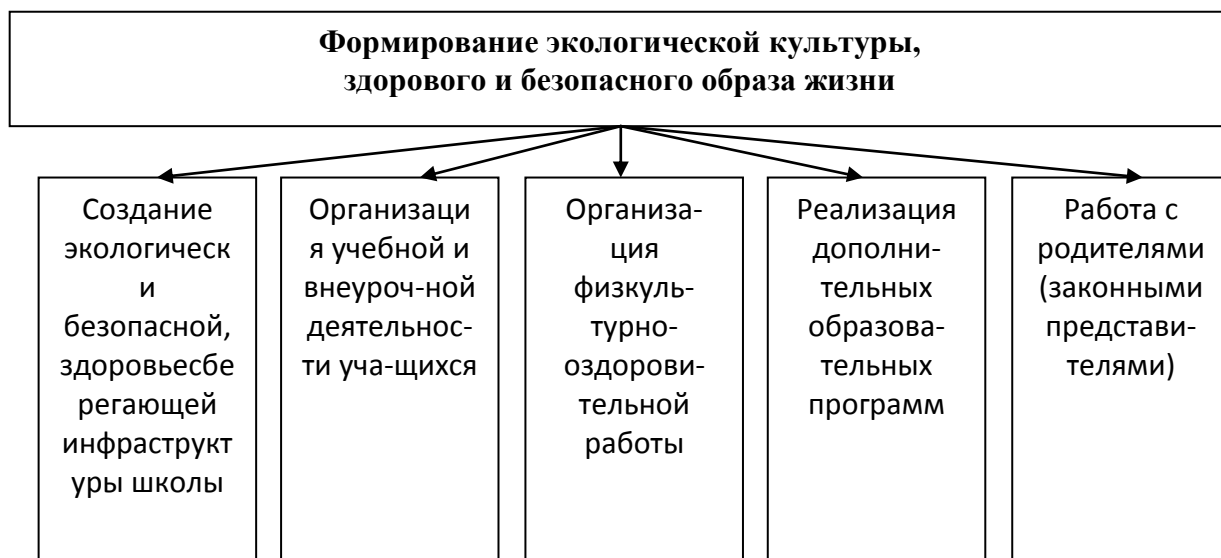 Формирование экологической культуры,
здорового и безопасного образа жизни
Создание
экологическ
и
безопасной,
здоровьесбе
регающей
инфраструкт
уры школы
Организаци
я учебной и
внеуроч-ной
деятельнос-
ти уча-щихся
Организа-
ция
физкуль-
турно-
оздорови-
тельной
работы
Реализация
дополни-
тельных
образова-
тельных
программ
Работа с
родителями
(законными
представи-
телями)